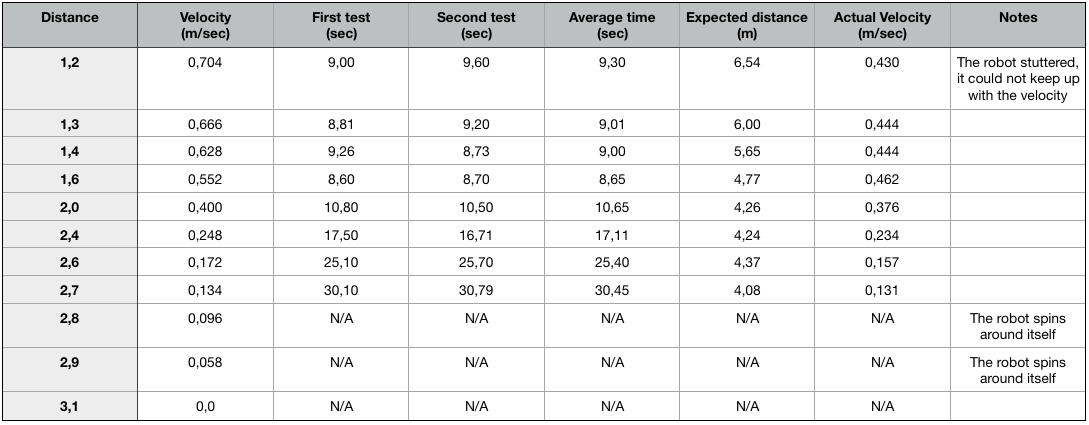 Distance Velocity (m/sec) First test (sec) Second test (sec) Average time (sec) Expected distance (m) Actual Velocity (m/sec) Notes
1,2 0,704 9,00 9,60 9,30 6,54 0,430 The robot stuttered,
it could not keep up
with the velocity
1,3 0,666 8,81 9,20 9,01 6,00 0,444
1,4 0,628 9,26 8,73 9,00 5,65 0,444
1,6 0,552 8,60 8,70 8,65 4,77 0,462
2,0 0,400 10,80 10,50 10,65 4,26 0,376
2,4 0,248 17,50 16,71 17,11 4,24 0,234
2,6 0,172 25,10 25,70 25,40 4,37 0,157
2,7 0,134 30,10 30,79 30,45 4,08 0,131
2,8 0,096 N/A N/A N/A N/A N/A The robot spins
around itself
2,9 0,058 N/A N/A N/A N/A N/A The robot spins
around itself
3,1 0,0 N/A N/A N/A N/A N/A